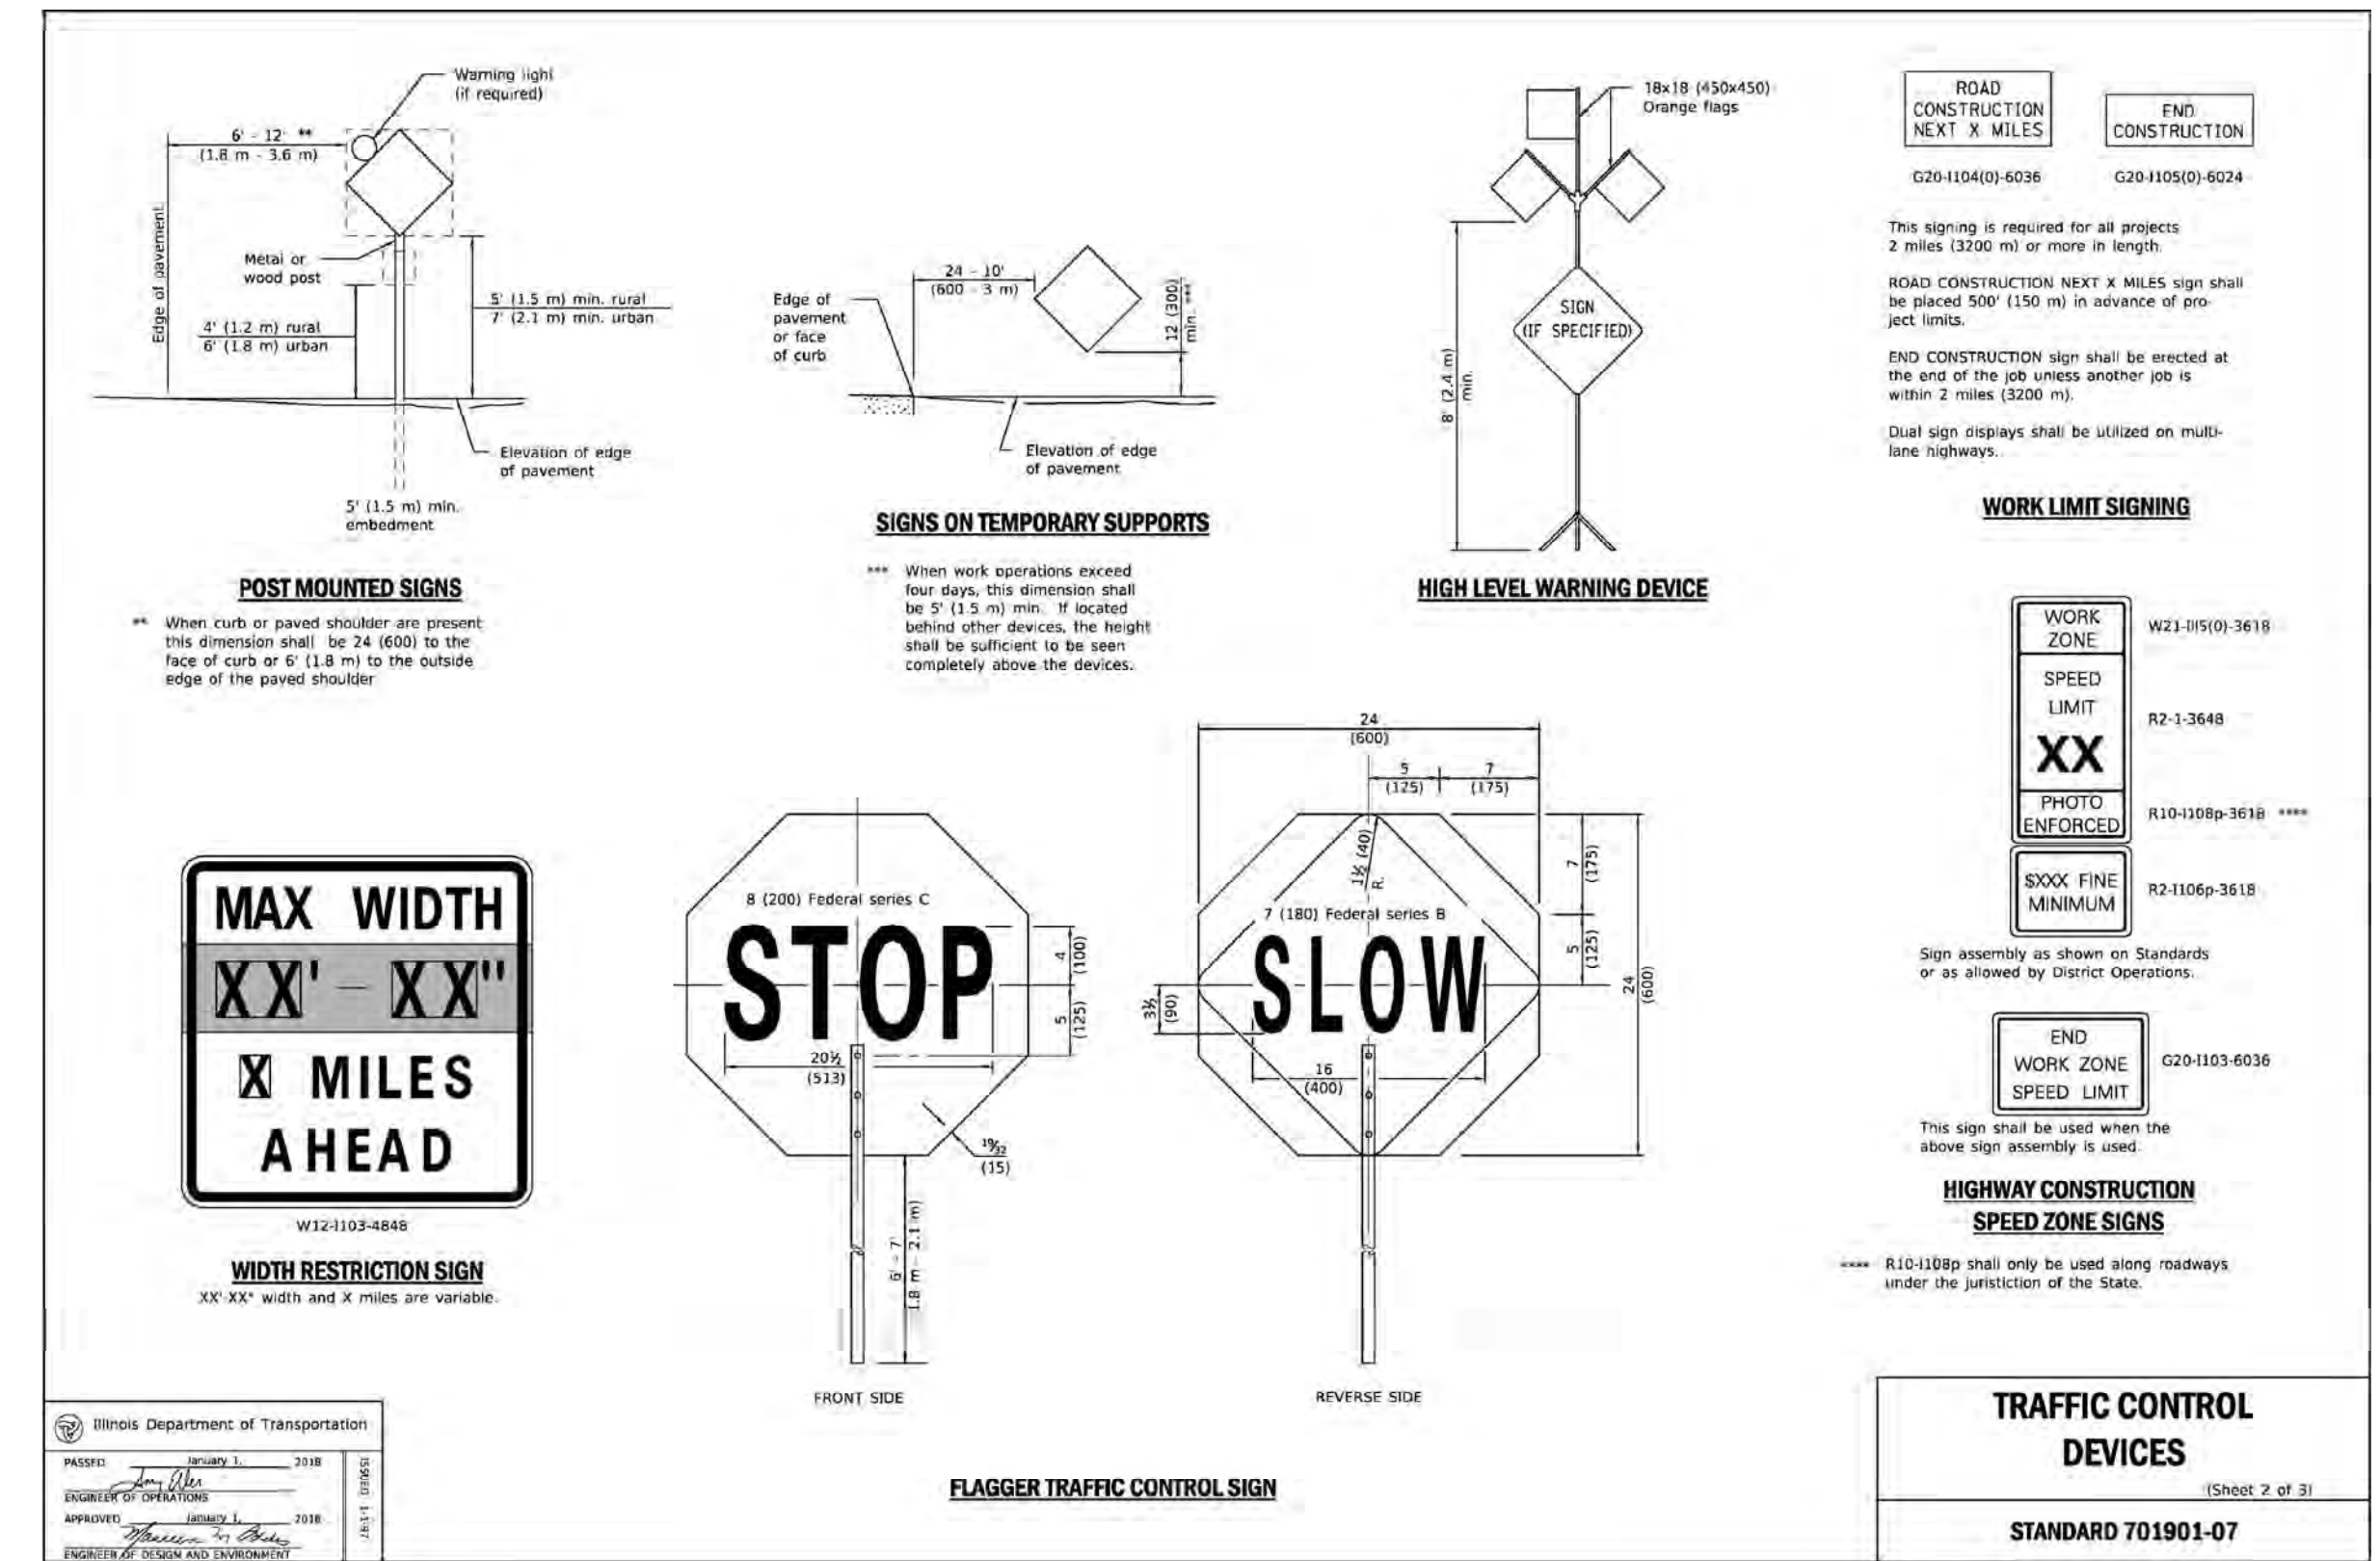 Warning light
(if required)
6' - 12' **
(1.8 m - 3.6 m)
Edge of pavement
Metal or
wood post
4' (1.2 m) rural
6' (1.8 m) urban
5' (1.5 m) min. rural
7' (2.1 m) min. urban
Elevation of edge
of pavement
5' (1.5 m) min.
embedment
POST MOUNTED SIGNS
** When curb or paved shoulder are present
this dimension shall be 24 (600) to the
face of curb or 6' (1.8 m) to the outside
edge of the paved shoulder
24 - 10'
(600 - 3 m)
Edge of
pavement
or face
of curb
12 (300)
min. ***
Elevation of edge
of pavement
SIGNS ON TEMPORARY SUPPORTS
*** When work operations exceed
four days, this dimension shall
be 5' (1.5 m) min. If located
behind other devices, the height
shall be sufficient to be seen
completely above the devices.
18x18 (450x450)
Orange flags
SIGN
(IF SPECIFIED)
8' (2.4 m)
min.
HIGH LEVEL WARNING DEVICE
ROAD
CONSTRUCTION
NEXT X MILES
G20-I104(0)-6036
END
CONSTRUCTION
G20-I105(0)-6024
This signing is required for all projects
2 miles (3200 m) or more in length.
ROAD CONSTRUCTION NEXT X MILES sign shall
be placed 500' (150 m) in advance of pro-
ject limits.
END CONSTRUCTION sign shall be erected at
the end of the job unless another job is
within 2 miles (3200 m).
Dual sign displays shall be utilized on multi-
lane highways.
WORK LIMIT SIGNING
MAX WIDTH
XX' - XX"
X MILES
AHEAD
W12-I103-4848
WIDTH RESTRICTION SIGN
XX'-XX" width and X miles are variable.
8 (200) Federal series C
STOP
4
(100)
5
(125)
20½
(513)
19/32
(15)
6' - 7'
1.8 m - 2.1 m)
FRONT SIDE
24
(600)
5
(125)
7
(175)
1½ (40)
R.
7 (180) Federal series B
SLOW
7
(175)
5
(125)
24
(600)
3½
(90)
16
(400)
REVERSE SIDE
FLAGGER TRAFFIC CONTROL SIGN
WORK
ZONE
W21-I115(0)-3618
SPEED
LIMIT
XX
R2-1-3648
PHOTO
ENFORCED
R10-I108p-3618 ****
$XXX FINE
MINIMUM
R2-I106p-3618
Sign assembly as shown on Standards
or as allowed by District Operations.
END
WORK ZONE
SPEED LIMIT
G20-I103-6036
This sign shall be used when the
above sign assembly is used.
HIGHWAY CONSTRUCTION
SPEED ZONE SIGNS
**** R10-I108p shall only be used along roadways
under the juristiction of the State.
Illinois Department of Transportation
PASSED January 1, 2018
ENGINEER OF OPERATIONS
APPROVED January 1, 2018
ENGINEER OF DESIGN AND ENVIRONMENT
ISSUED 1-1-97
TRAFFIC CONTROL
DEVICES
(Sheet 2 of 3)
STANDARD 701901-07